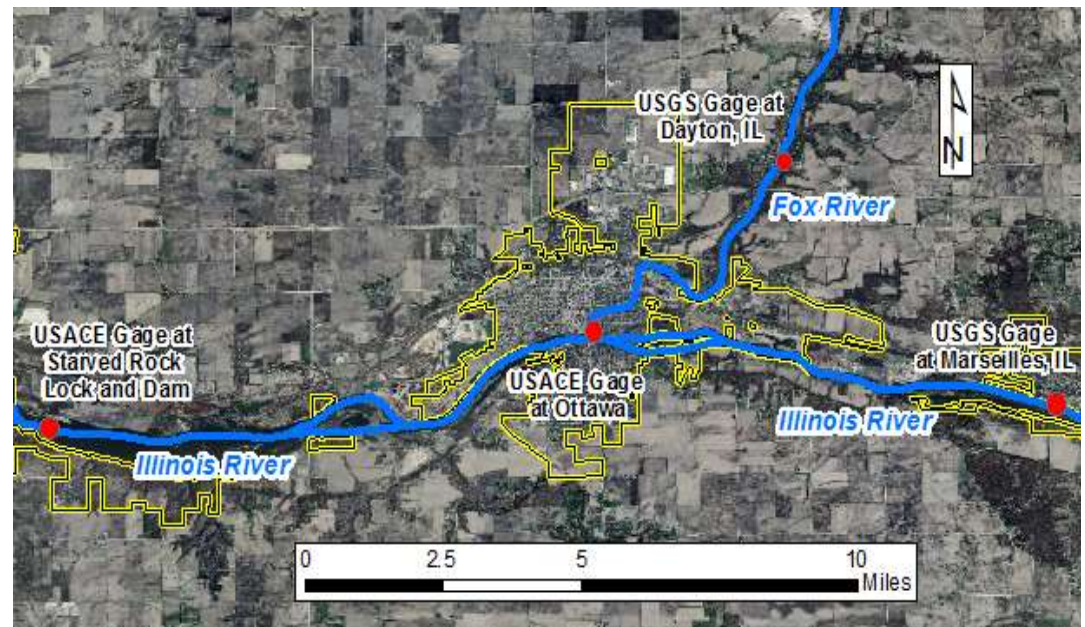 USGS Gage at
Dayton, IL
N
Fox River
USACE Gage at
Starved Rock
Lock and Dam
USGS Gage
at Marseilles, IL
USACE Gage
at Ottawa
Illinois River
Illinois River
0 2.5 5 10
Miles